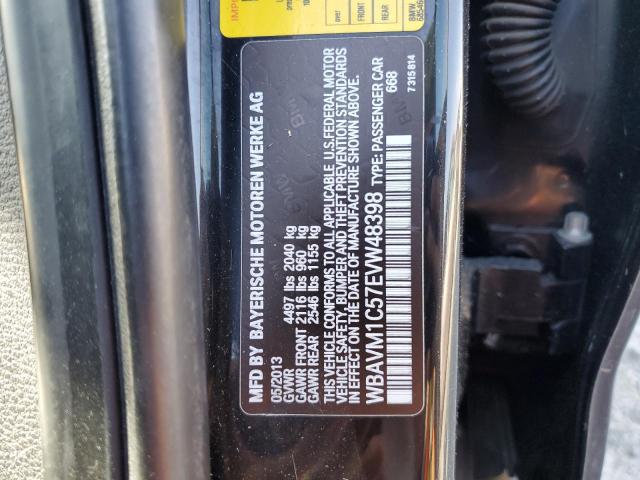 MFD BY BAYERISCHE MOTOREN WERKE AG
05/2013
GVWR 4497 lbs 2040 kg
GAWR FRONT 2116 lbs 960 kg
GAWR REAR 2546 lbs 1155 kg
THIS VEHICLE CONFORMS TO ALL APPLICABLE U.S. FEDERAL MOTOR
VEHICLE SAFETY, BUMPER AND THEFT PREVENTION STANDARDS
IN EFFECT ON DATE OF MANUFACTURE SHOWN ABOVE.
WBAVM1C57EVW48398 TYPE: PASSENGER CAR
668
7 315 814
over
FRONT
REAR
BMW